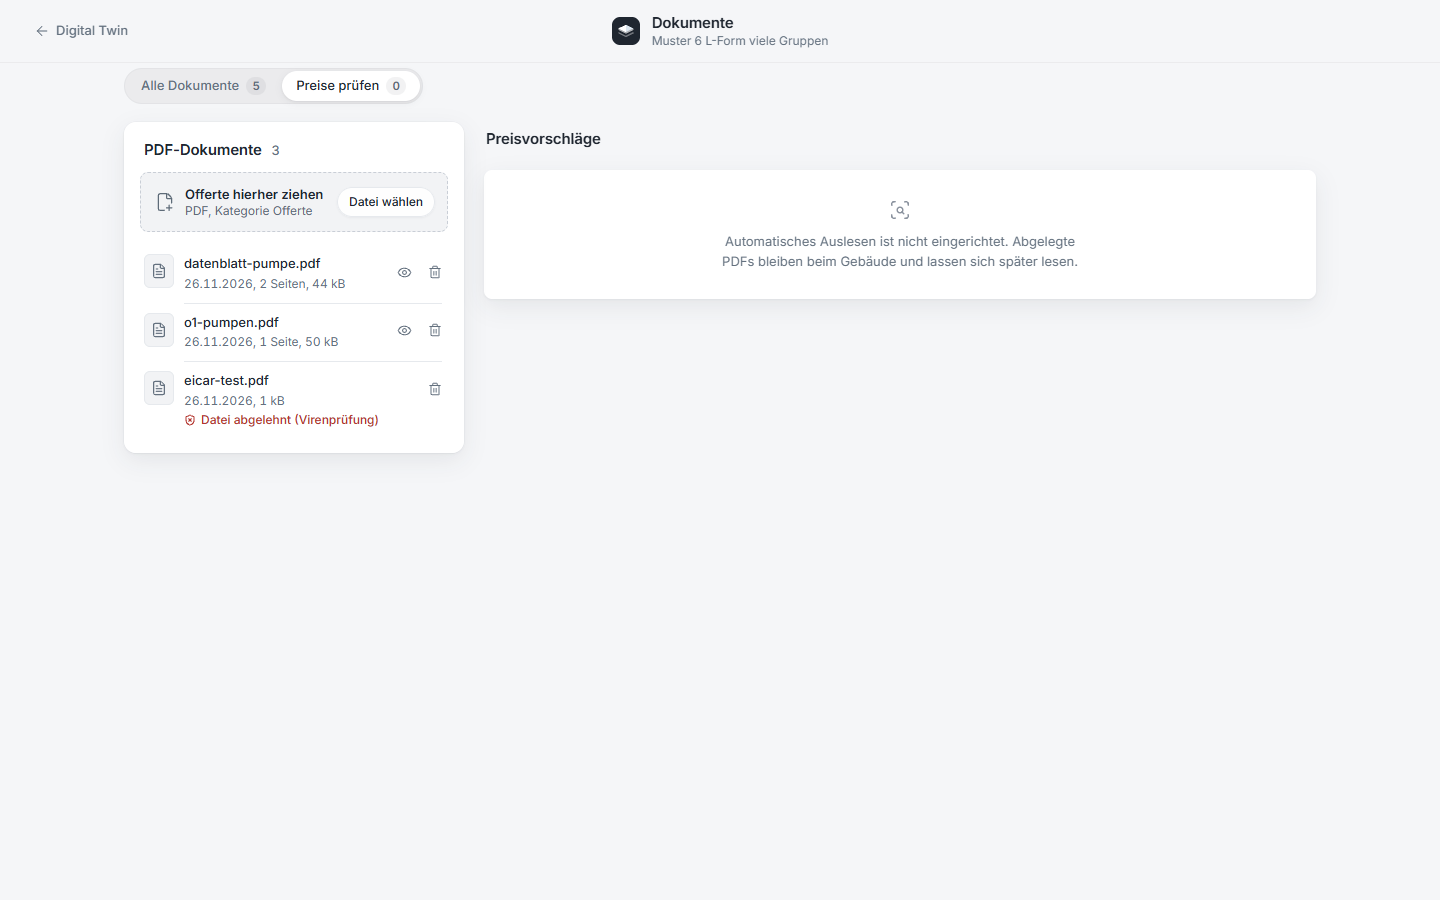 Digital Twin
Dokumente
Muster 6 L-Form viele Gruppen
Alle Dokumente 5
Preise prüfen 0
PDF-Dokumente 3
Offerte hierher ziehen
PDF, Kategorie Offerte
Datei wählen
datenblatt-pumpe.pdf
26.11.2026, 2 Seiten, 44 kB
o1-pumpen.pdf
26.11.2026, 1 Seite, 50 kB
eicar-test.pdf
26.11.2026, 1 kB
Datei abgelehnt (Virenprüfung)
Preisvorschläge
Automatisches Auslesen ist nicht eingerichtet. Abgelegte
PDFs bleiben beim Gebäude und lassen sich später lesen.